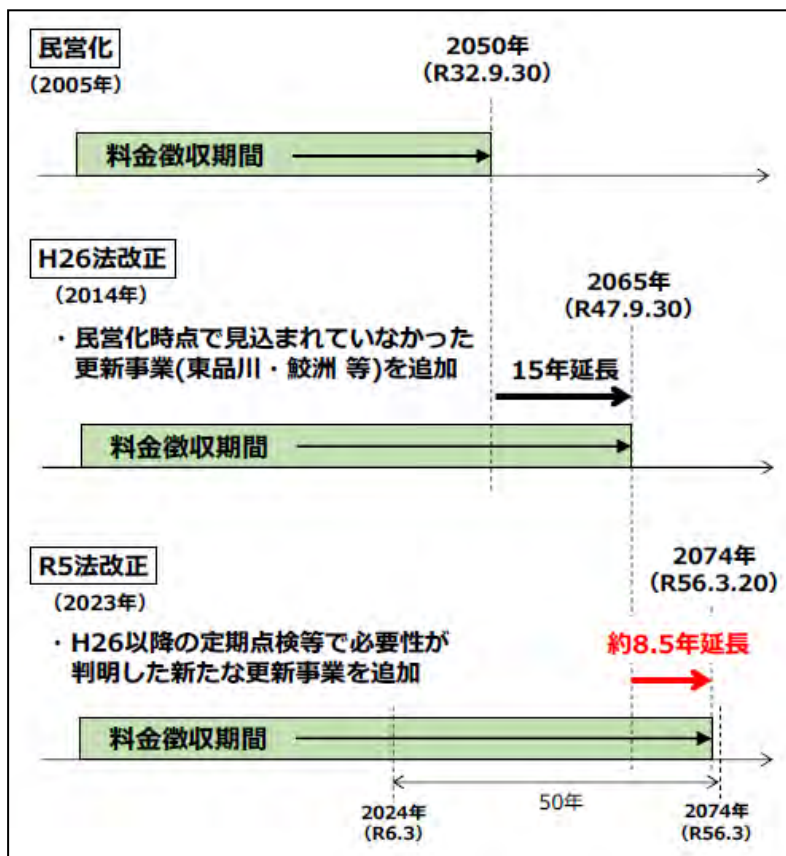 民営化
（2005年）
2050年
（R32.9.30）
料金徴収期間
H26法改正
（2014年）
2065年
（R47.9.30）
・民営化時点で見込まれていなかった
更新事業(東品川・鮫洲 等)を追加
15年延長
料金徴収期間
R5法改正
（2023年）
2074年
（R56.3.20）
・H26以降の定期点検等で必要性が
判明した新たな更新事業を追加
約8.5年延長
料金徴収期間
50年
2024年
（R6.3）
2074年
（R56.3）